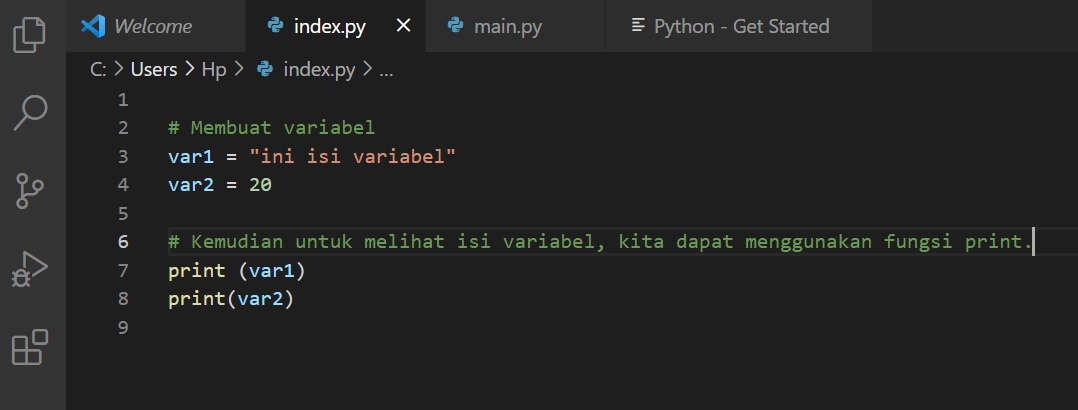 Welcome index.py main.py Python - Get Started
C: > Users > Hp > index.py > ...
1
2 # Membuat variabel
3 var1 = "ini isi variabel"
4 var2 = 20
5
6 # Kemudian untuk melihat isi variabel, kita dapat menggunakan fungsi print.
7 print (var1)
8 print(var2)
9